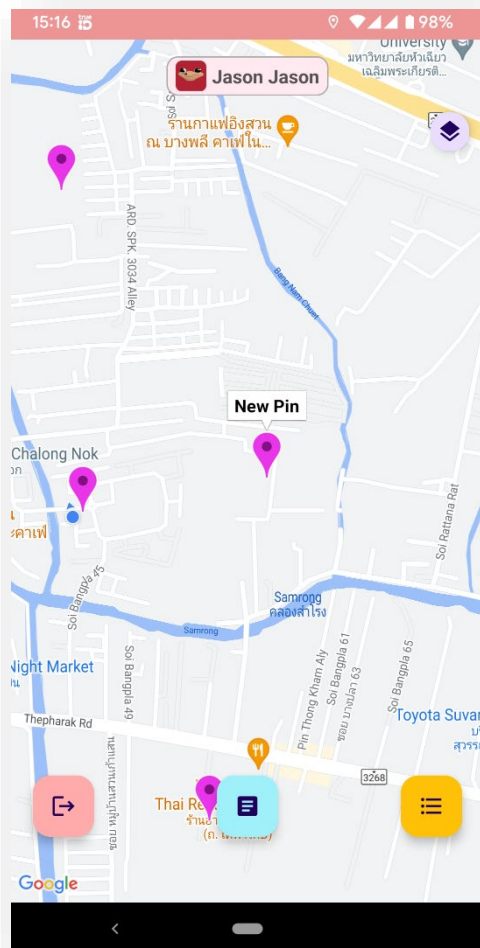 15:16
98%
University
มหาวิทยาลัยหัวเฉียว
เฉลิมพระเกียรติ...
Jason Jason
รานกาแฟอิงสวน
ณ บางพลี คาเฟ่ใน...
ARD. SPK. 3034 Alley
Bang Nam Chuet
New Pin
Chalong Nok
Soi Rattana Rat
Soi Bangpla 45
Samrong
คลองสำโรง
Samrong
Night Market
Soi Bangpla 49
Pin Thong Kham Aly
Soi Bangpla 61
ซอย บางปลา 63
Soi Bangpla 65
Toyota Suvar
Thepharak Rd
3268
Thai Re
Google